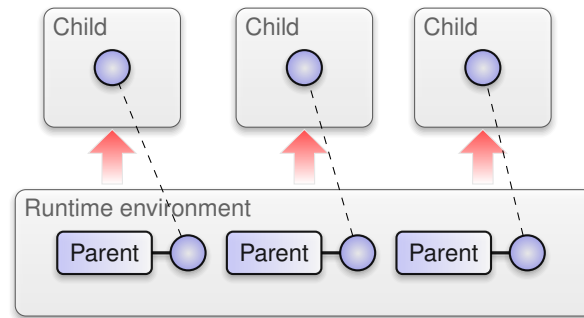 Child
Child
Child
Runtime environment
Parent
Parent
Parent